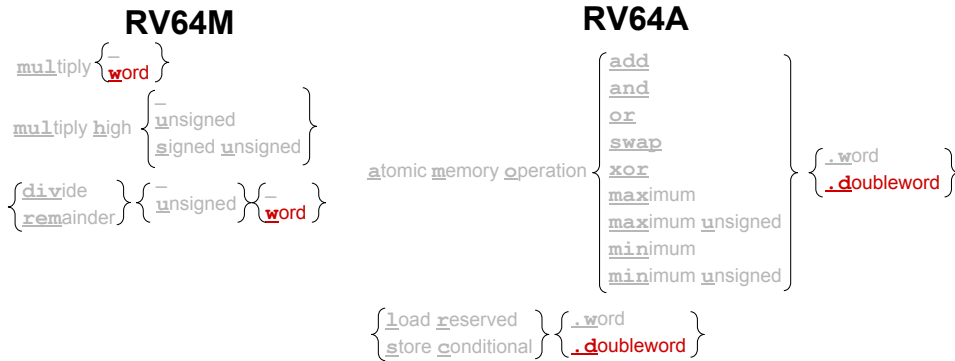 RV64M
multiply { _
word }
multiply high { _
unsigned
signed unsigned }
{ divide
remainder } { _
unsigned } { _
word }
RV64A
atomic memory operation { add
and
or
swap
xor
maximum
maximum unsigned
minimum
minimum unsigned } { .word
.doubleword }
{ load reserved
store conditional } { .word
.doubleword }